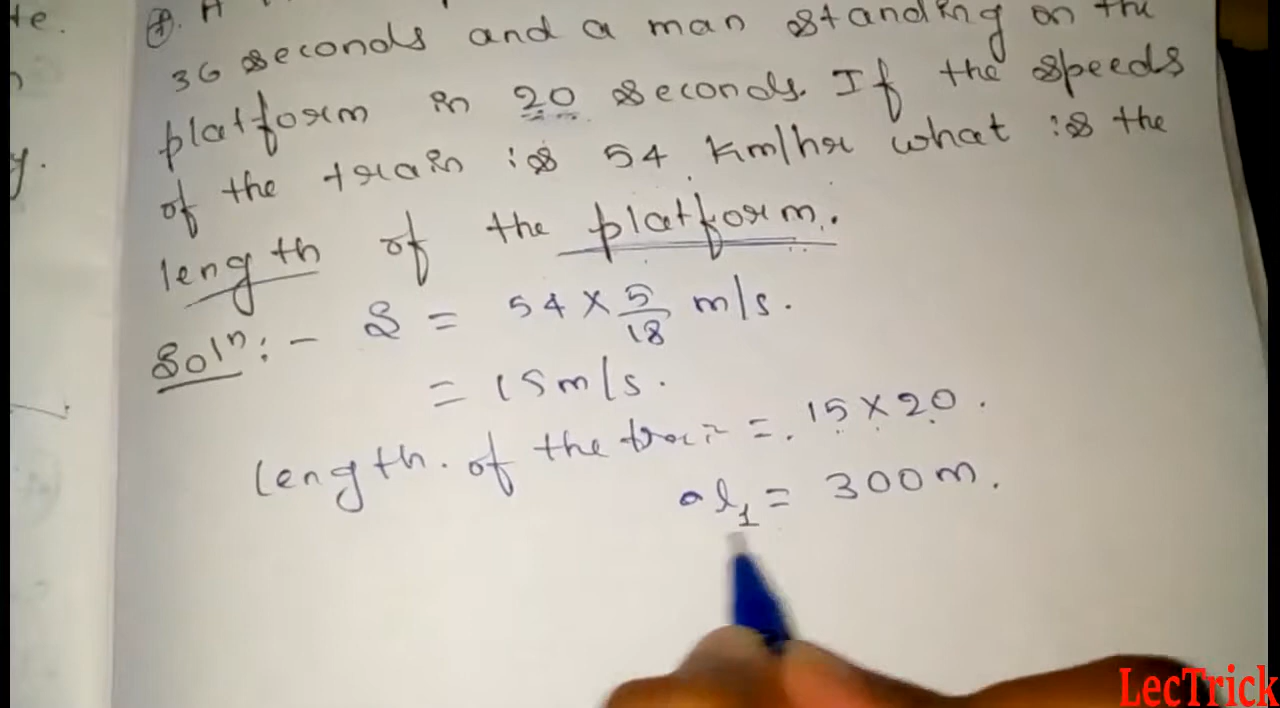 te.
⑧. A
36 seconds and a man standing on the
platform in 20 seconds. If the speeds
of the train is 54 km/hr what is the
length of the platform.
Solⁿ:- S = 54 × 5/18 m/s.
= 15 m/s.
Length. of the train = 15 × 20.
l₁ = 300 m.
y.
LecTrick